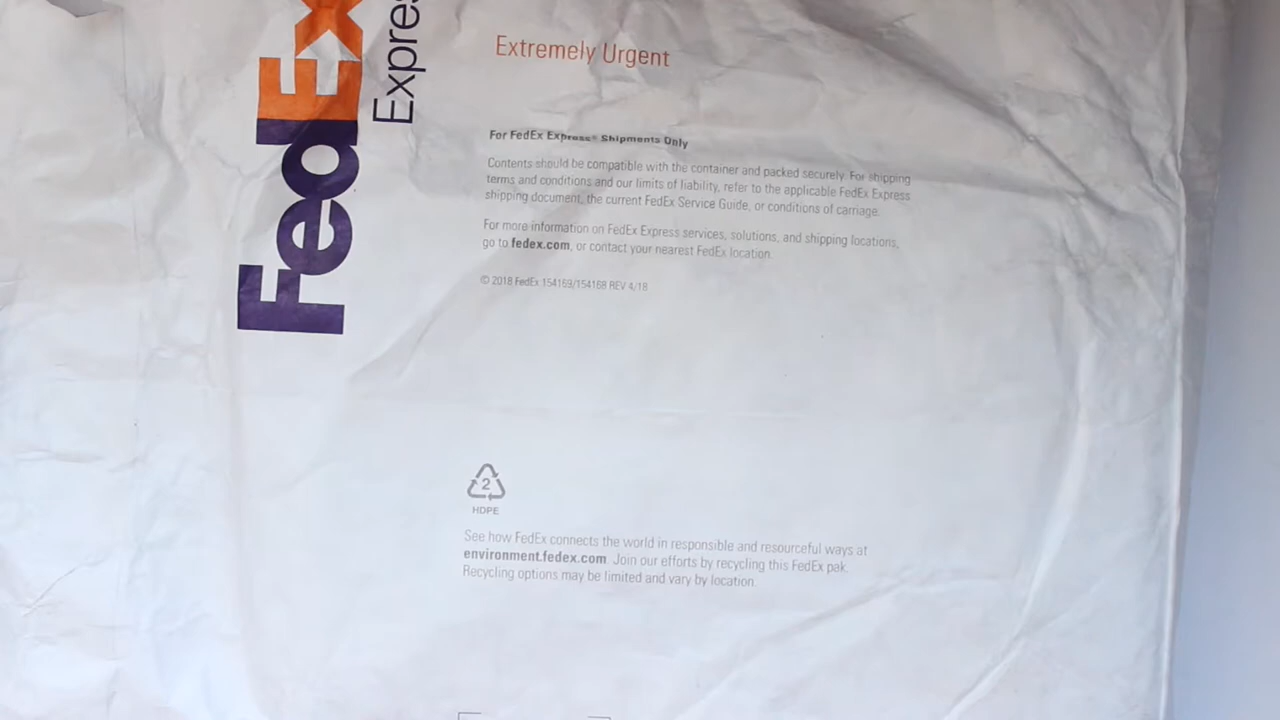 FedEx
Expres
Extremely Urgent
For FedEx Express® Shipments Only
Contents should be compatible with the container and packed securely. For shipping
terms and conditions and our limits of liability, refer to the applicable FedEx Express
shipping document, the current FedEx Service Guide, or conditions of carriage.
For more information on FedEx Express services, solutions, and shipping locations,
go to fedex.com, or contact your nearest FedEx location.
© 2018 FedEx 154169/154168 REV 4/18
2
HDPE
See how FedEx connects the world in responsible and resourceful ways at
environment.fedex.com. Join our efforts by recycling this FedEx pak.
Recycling options may be limited and vary by location.